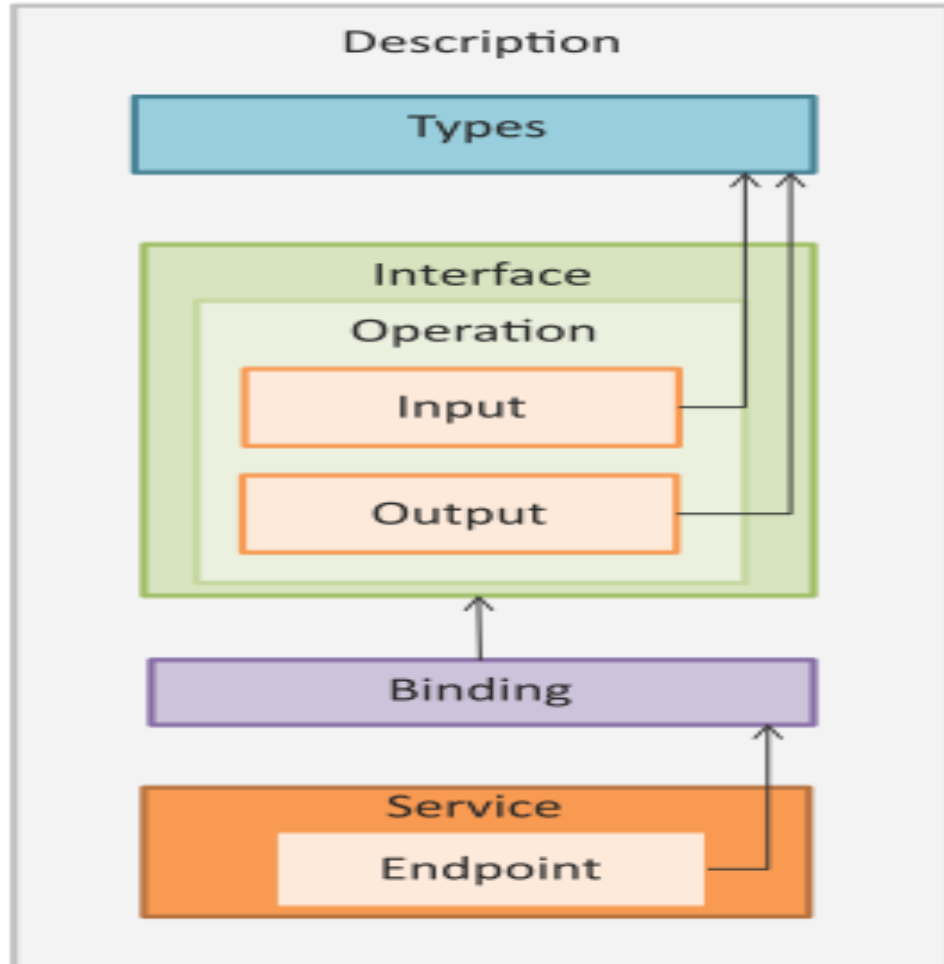 Description
Types
Interface
Operation
Input
Output
Binding
Service
Endpoint